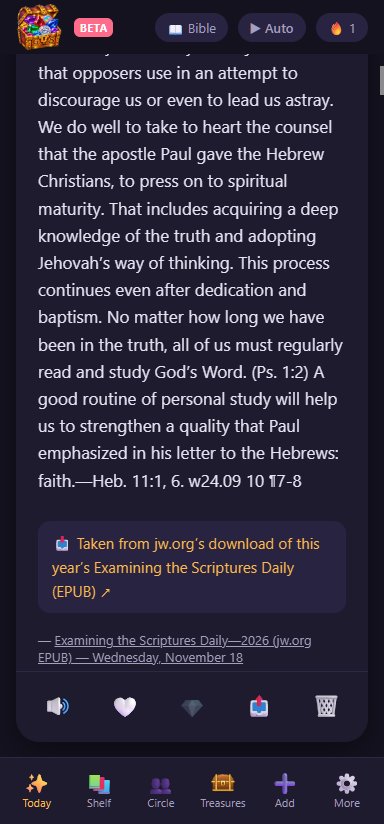 BETA
Bible
Auto
1
that opposers use in an attempt to
discourage us or even to lead us astray.
We do well to take to heart the counsel
that the apostle Paul gave the Hebrew
Christians, to press on to spiritual
maturity. That includes acquiring a deep
knowledge of the truth and adopting
Jehovah’s way of thinking. This process
continues even after dedication and
baptism. No matter how long we have
been in the truth, all of us must regularly
read and study God’s Word. (Ps. 1:2) A
good routine of personal study will help
us to strengthen a quality that Paul
emphasized in his letter to the Hebrews:
faith.—Heb. 11:1, 6. w24.09 10 ¶7-8
Taken from jw.org’s download of this
year’s Examining the Scriptures Daily
(EPUB) ↗
— Examining the Scriptures Daily—2026 (jw.org
EPUB) — Wednesday, November 18
Today
Shelf
Circle
Treasures
Add
More